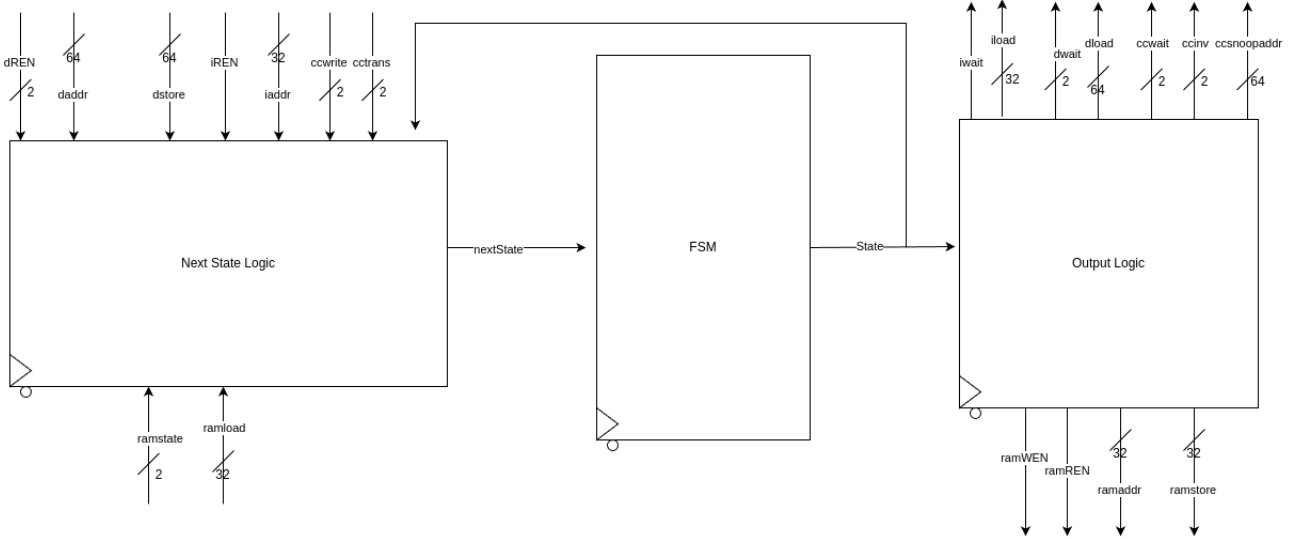 dREN
2
64
daddr
64
dstore
iREN
32
iaddr
ccwrite
2
cctrans
2
iwait
iload
32
dwait
2
dload
64
ccwait
2
ccinv
2
ccsnoopaddr
64
Next State Logic
nextState
FSM
State
Output Logic
ramstate
2
ramload
32
ramWEN
ramREN
32
ramaddr
32
ramstore